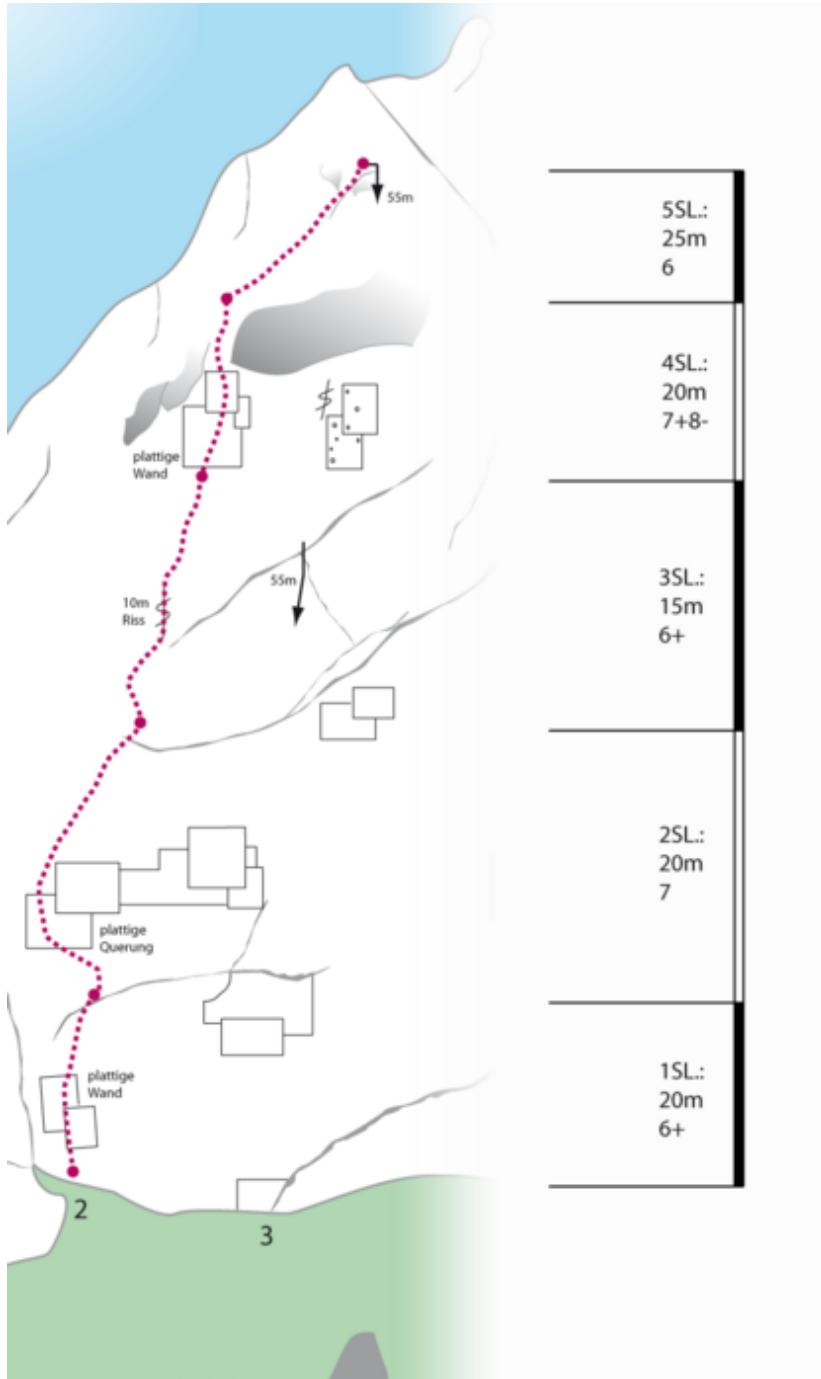 55m
5SL.:
25m
6
4SL.:
20m
7+8-
plattige
Wand
3SL.:
15m
6+
55m
10m
Riss
2SL.:
20m
7
plattige
Querung
1SL.:
20m
6+
plattige
Wand
2
3